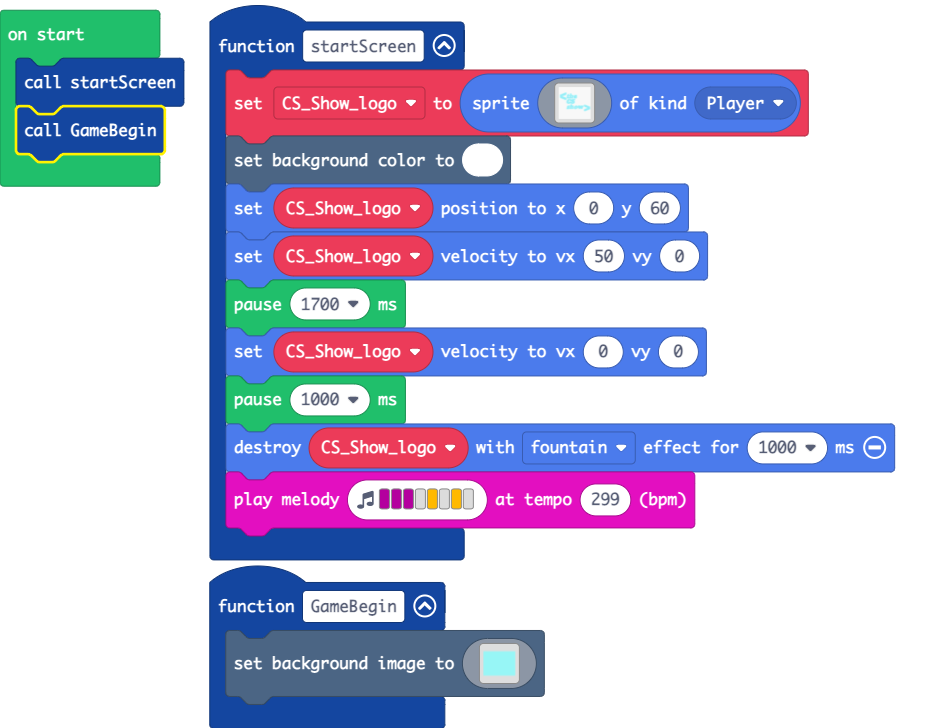 on start
call startScreen
call GameBegin
function startScreen
set CS_Show_logo to sprite of kind Player
set background color to
set CS_Show_logo position to x 0 y 60
set CS_Show_logo velocity to vx 50 vy 0
pause 1700 ms
set CS_Show_logo velocity to vx 0 vy 0
pause 1000 ms
destroy CS_Show_logo with fountain effect for 1000 ms
play melody at tempo 299 (bpm)
function GameBegin
set background image to